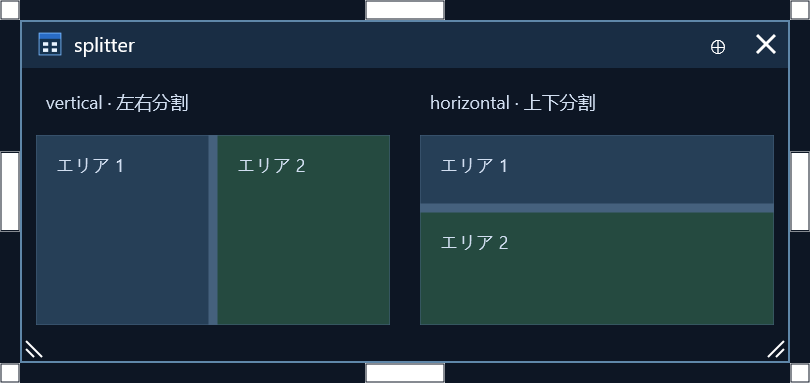 splitter
vertical · 左右分割
エリア 1
エリア 2
horizontal · 上下分割
エリア 1
エリア 2